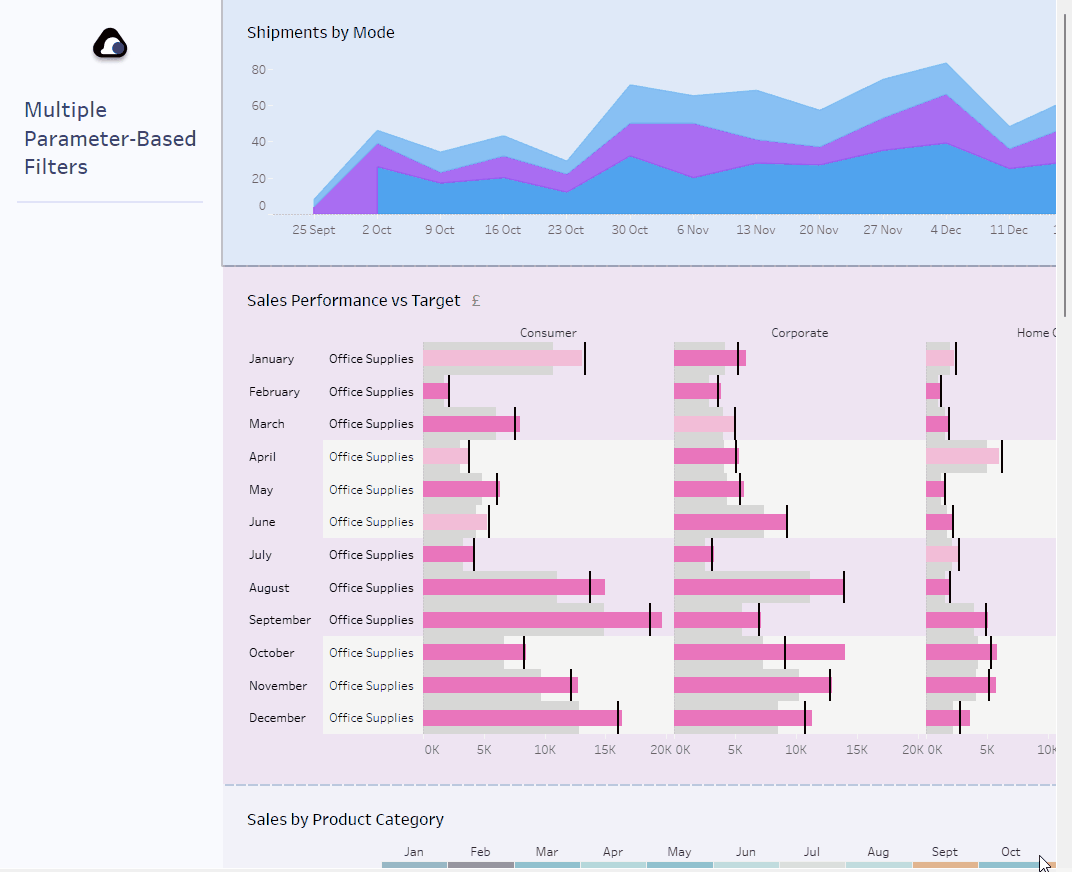 Multiple
Parameter-Based
Filters
Shipments by Mode
80
60
40
20
0
25 Sept 2 Oct 9 Oct 16 Oct 23 Oct 30 Oct 6 Nov 13 Nov 20 Nov 27 Nov 4 Dec 11 Dec
Sales Performance vs Target £
Consumer Corporate Home
January Office Supplies
February Office Supplies
March Office Supplies
April Office Supplies
May Office Supplies
June Office Supplies
July Office Supplies
August Office Supplies
September Office Supplies
October Office Supplies
November Office Supplies
December Office Supplies
0K 5K 10K 15K 20K 0K 5K 10K 15K 20K 0K 5K 10K
Sales by Product Category
Jan Feb Mar Apr May Jun Jul Aug Sept Oct